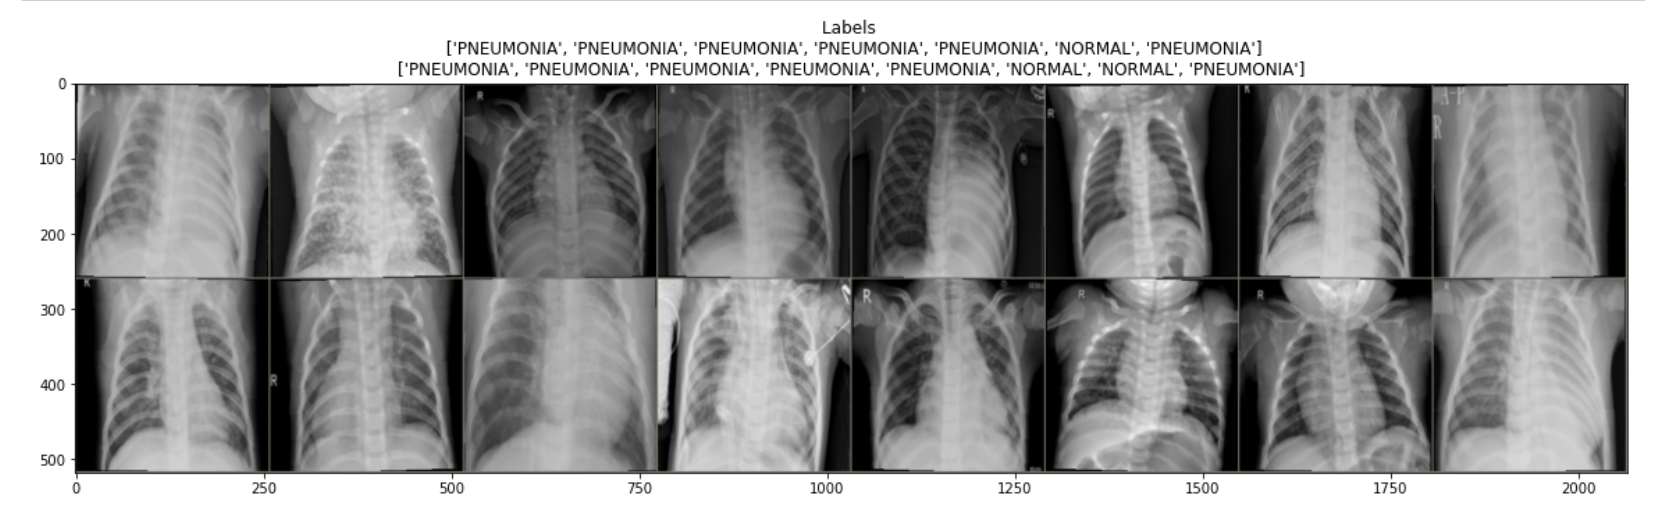 Labels
['PNEUMONIA', 'PNEUMONIA', 'PNEUMONIA', 'PNEUMONIA', 'PNEUMONIA', 'NORMAL', 'PNEUMONIA']
['PNEUMONIA', 'PNEUMONIA', 'PNEUMONIA', 'PNEUMONIA', 'PNEUMONIA', 'NORMAL', 'NORMAL', 'PNEUMONIA']
0
R
R
R
R
R
A-P
R
100
200
R
R
R
R
300
R
400
500
0 250 500 750 1000 1250 1500 1750 2000